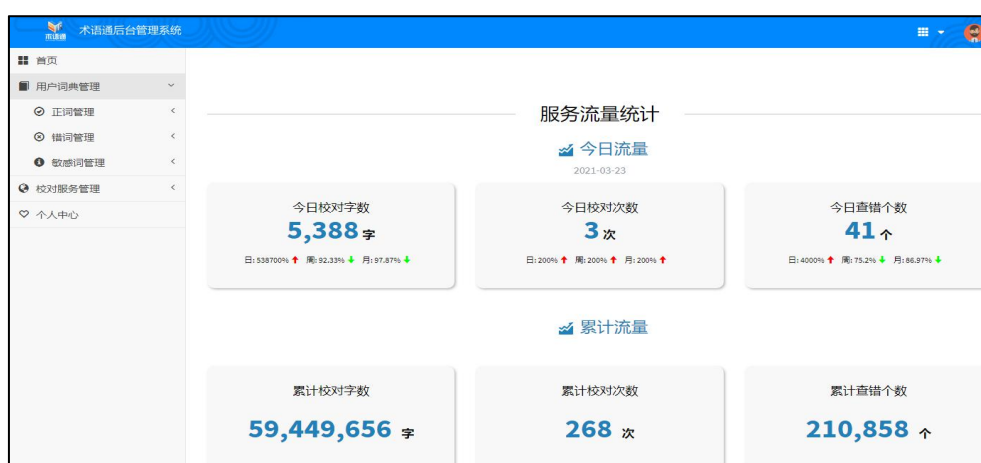 术语通
术语通后台管理系统
首页
用户词典管理
正词管理
错词管理
敏感词管理
校对服务管理
个人中心
服务流量统计
今日流量
2021-03-23
今日校对字数
5,388 字
日:538700% 周:92.33% 月:97.87%
今日校对次数
3 次
日:200% 周:200% 月:200%
今日查错个数
41 个
日:4000% 周:75.2% 月:86.97%
累计流量
累计校对字数
59,449,656 字
累计校对次数
268 次
累计查错个数
210,858 个